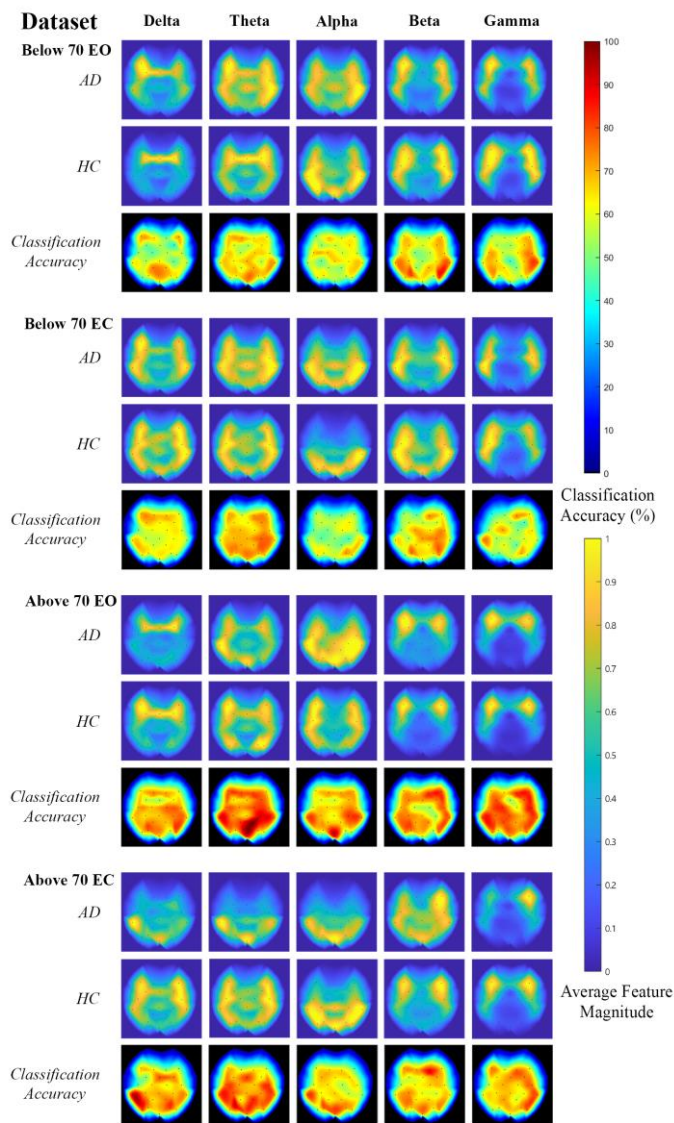 Dataset Delta Theta Alpha Beta Gamma
Below 70 EO
AD
HC
Classification
Accuracy
Below 70 EC
AD
HC
Classification
Accuracy
Above 70 EO
AD
HC
Classification
Accuracy
Above 70 EC
AD
HC
Classification
Accuracy
100
90
80
70
60
50
40
30
20
10
0
Classification
Accuracy (%)
1
0.9
0.8
0.7
0.6
0.5
0.4
0.3
0.2
0.1
0
Average Feature
Magnitude